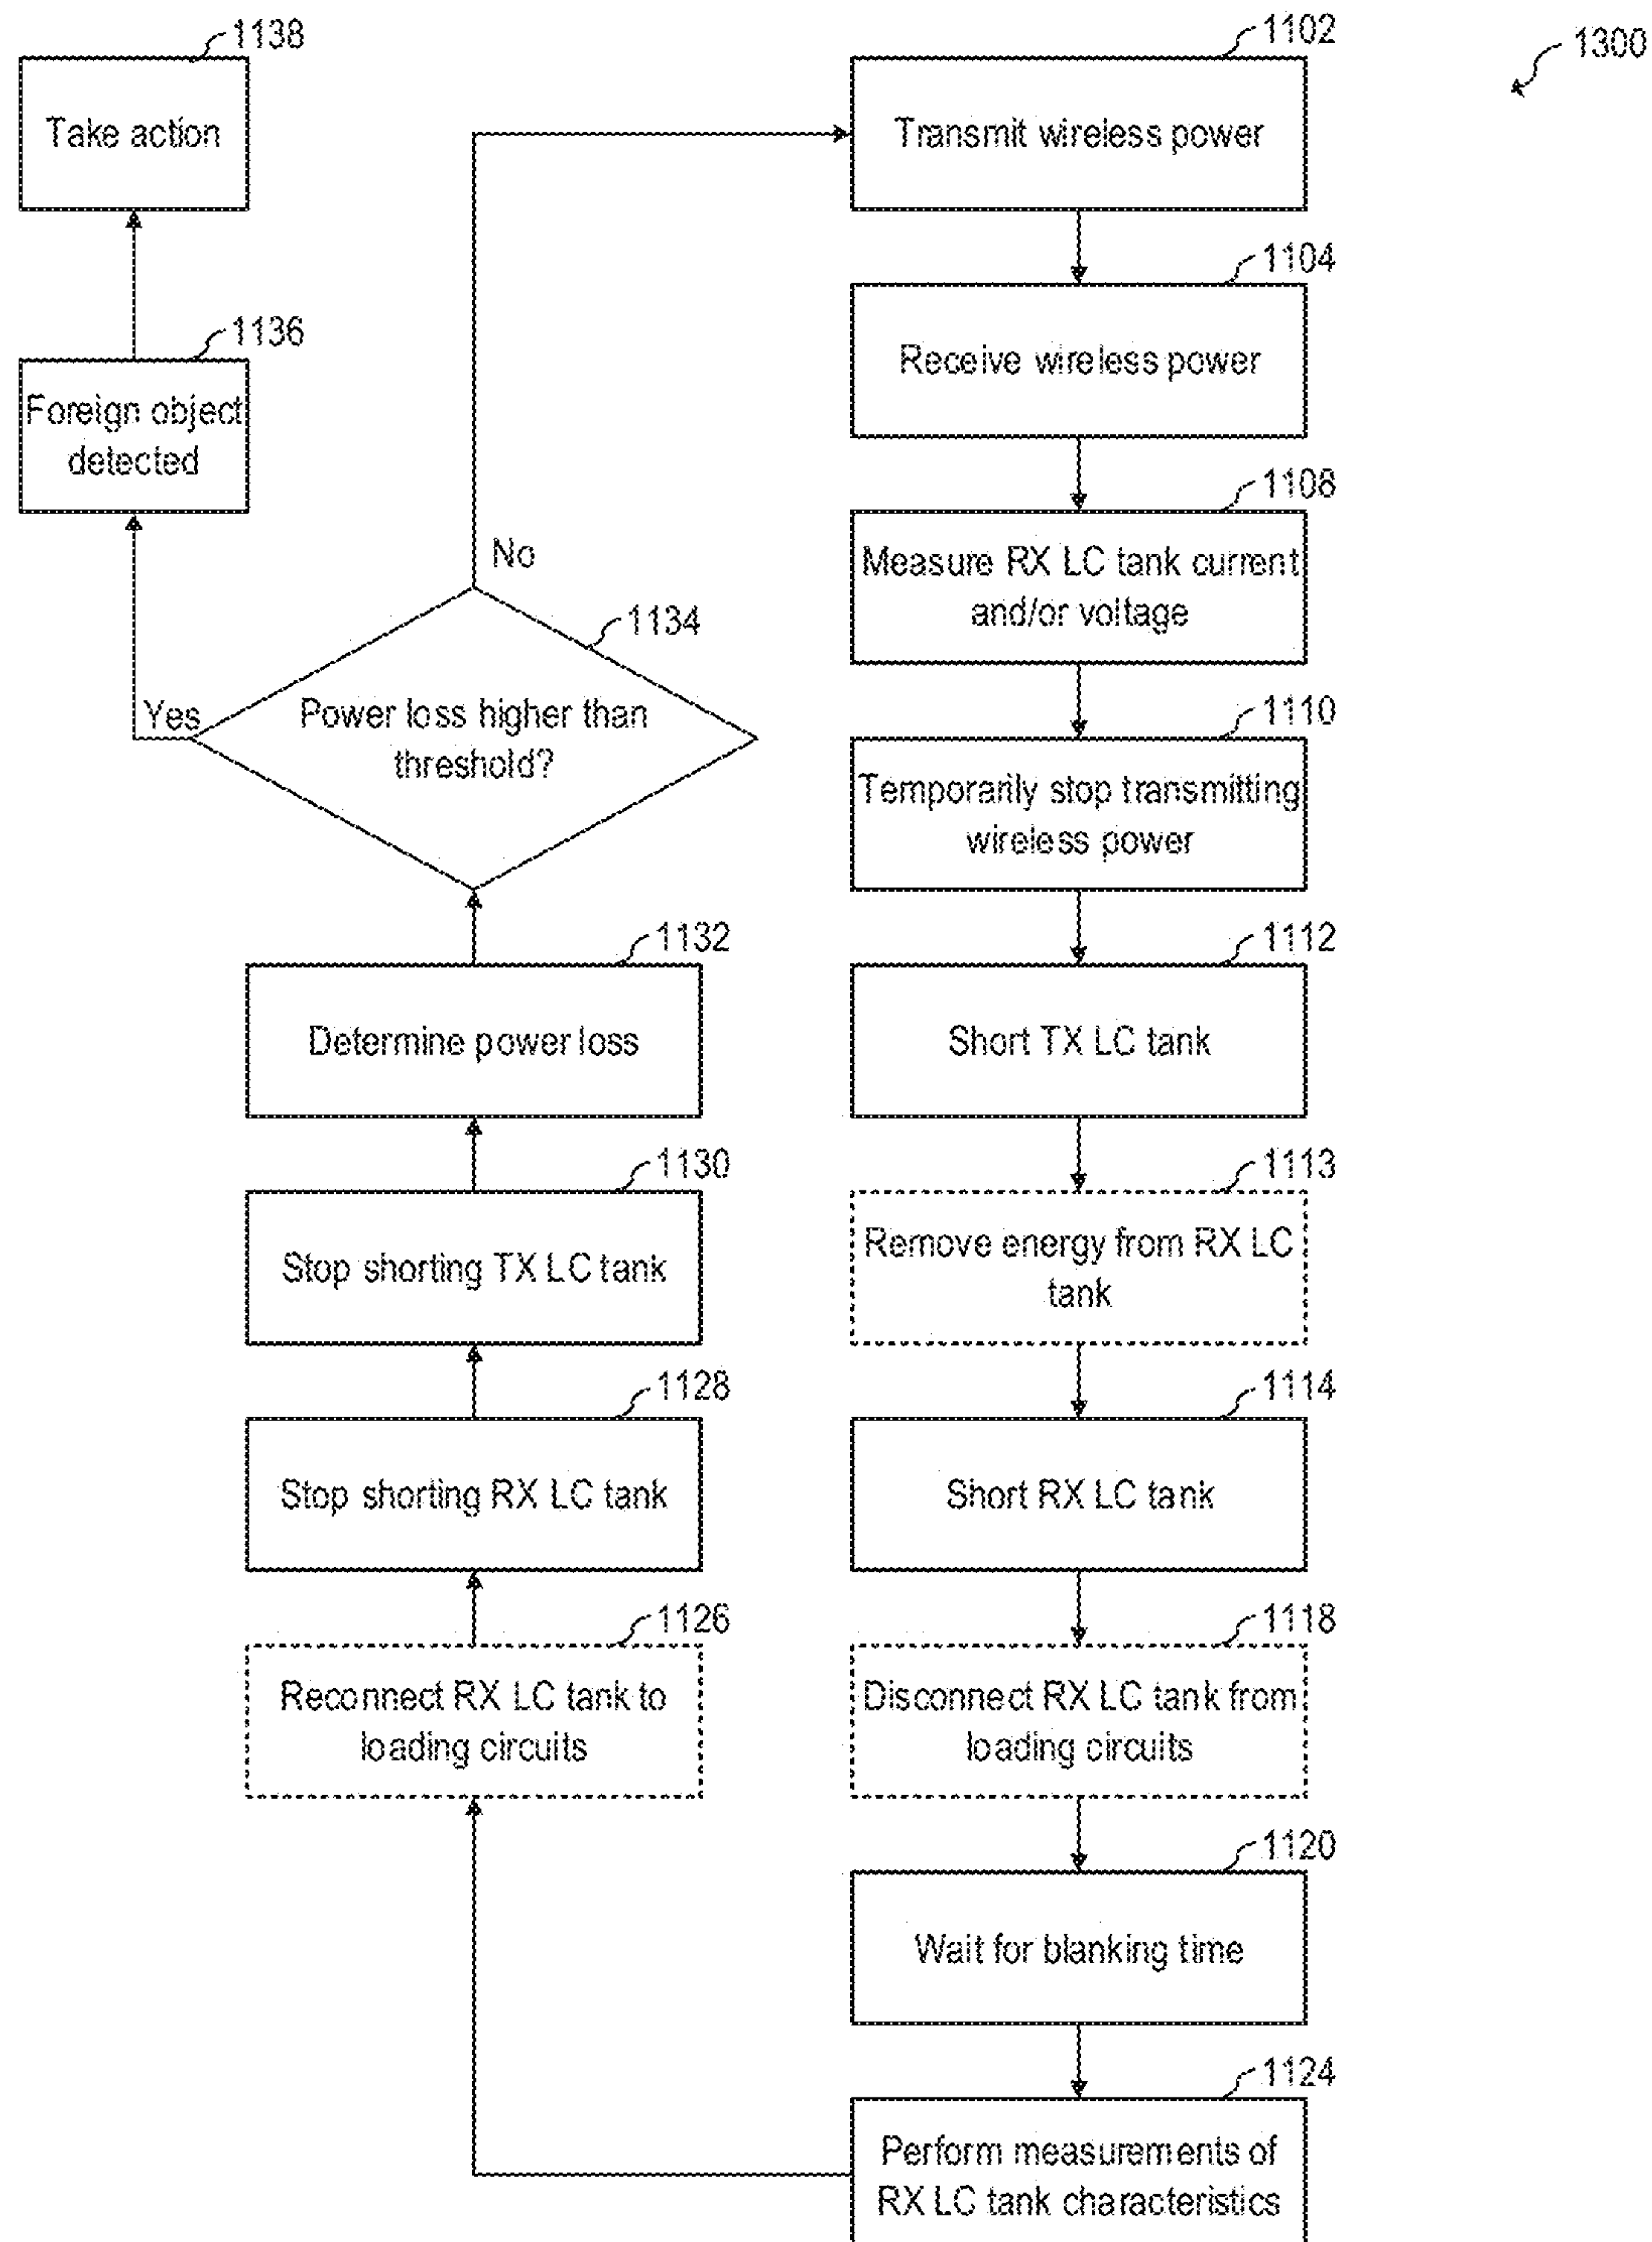 1300
1102
Transmit wireless power
1104
Receive wireless power
1108
Measure RX LC tank current
and/or voltage
1110
Temporarily stop transmitting
wireless power
1112
Short TX LC tank
1113
Remove energy from RX LC
tank
1114
Short RX LC tank
1118
Disconnect RX LC tank from
loading circuits
1120
Wait for blanking time
1124
Perform measurements of
RX LC tank characteristics
1126
Reconnect RX LC tank to
loading circuits
1128
Stop shorting RX LC tank
1130
Stop shorting TX LC tank
1132
Determine power loss
1134
Power loss higher than
threshold?
No
Yes
1136
Foreign object
detected
1138
Take action